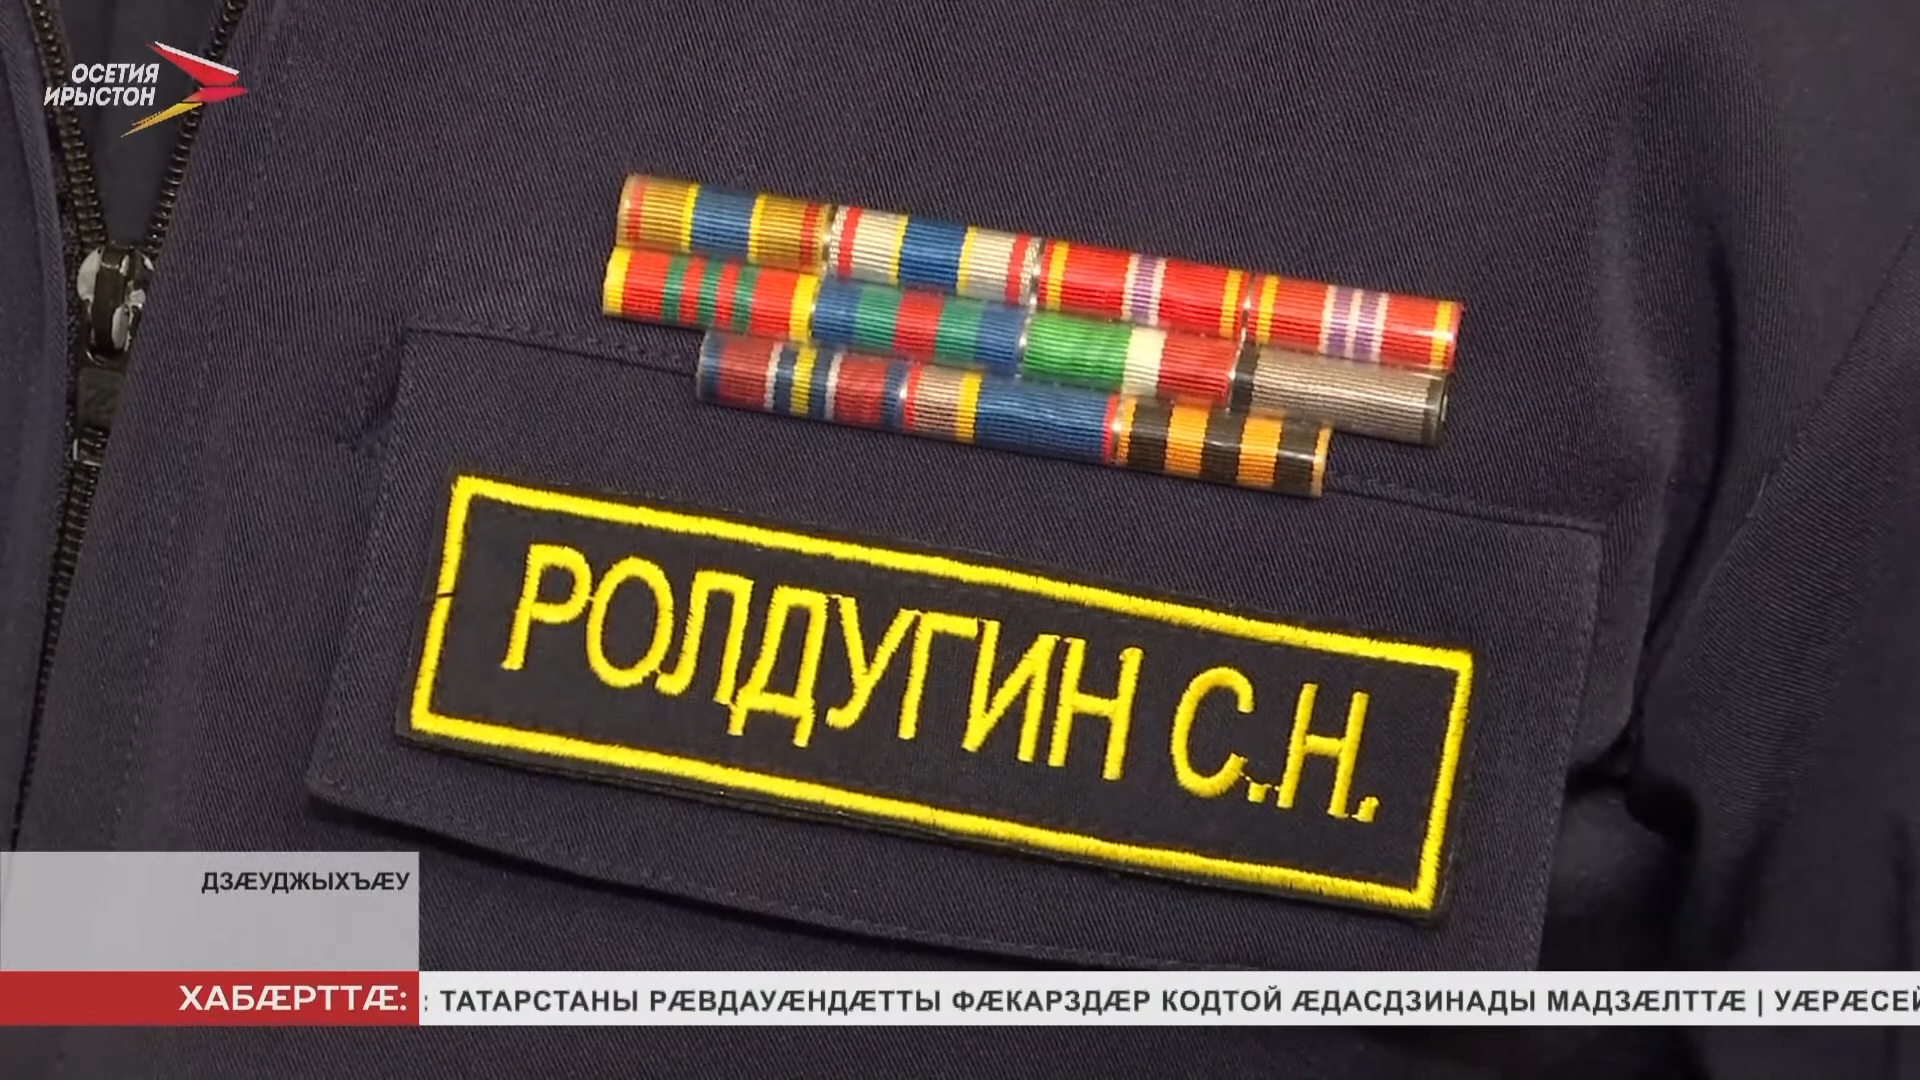 ОСЕТИЯ
ИРЫСТОН
РОЛДУГИН С.Н.
ДЗÆУДЖЫХЪÆУ
ХАБÆРТТÆ:
: ТАТАРСТАНЫ РÆВДАУÆНДÆТТЫ ФÆКАРЗДÆР КОДТОЙ ÆДАСДЗИНАДЫ МАДЗÆЛТТÆ | УÆРÆСЕЙ